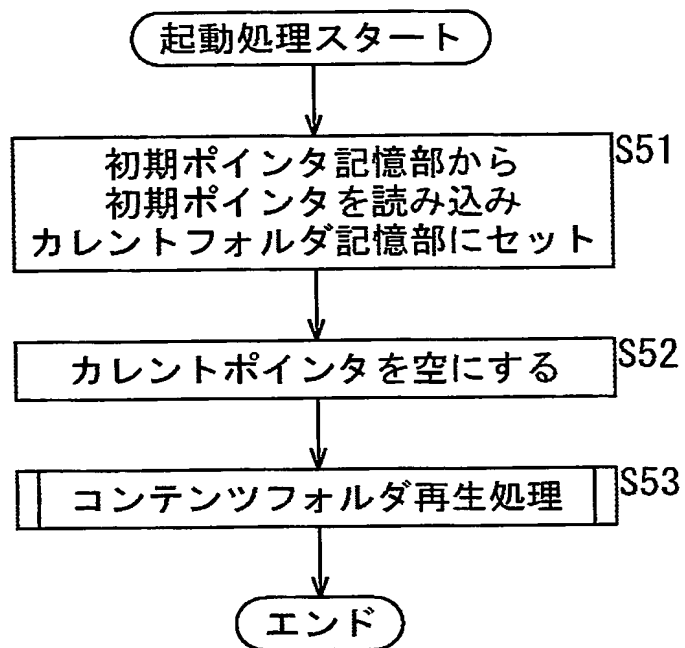 起動処理スタート
S51
初期ポインタ記憶部から
初期ポインタを読み込み
カレントフォルダ記憶部にセット
S52
カレントポインタを空にする
S53
コンテンツフォルダ再生処理
エンド